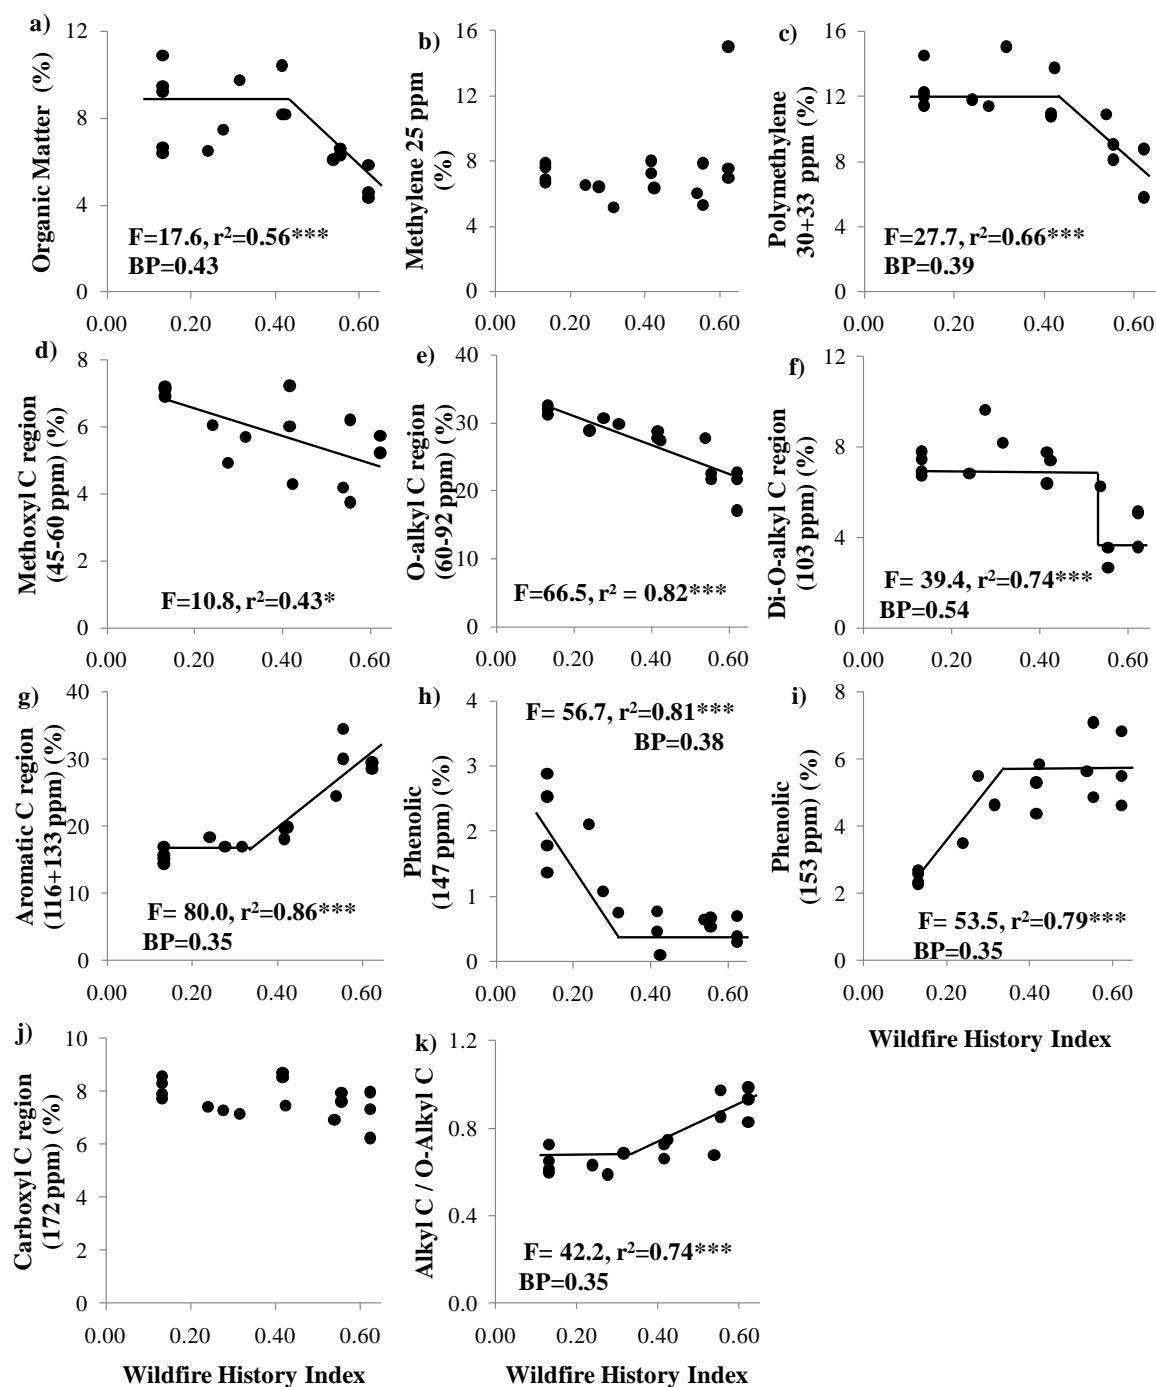 a)
Organic Matter (%)
12
9
6
3
0
F=17.6, r²=0.56***
BP=0.43
0.00 0.20 0.40 0.60
b)
Methylene 25 ppm
(%)
16
12
8
4
0
0.00 0.20 0.40 0.60
c)
Polymethylene
30+33 ppm (%)
16
12
8
4
0
F=27.7, r²=0.66***
BP=0.39
0.00 0.20 0.40 0.60
d)
Methoxyl C region
(45-60 ppm) (%)
8
6
4
2
0
F=10.8, r²=0.43*
0.00 0.20 0.40 0.60
e)
O-alkyl C region
(60-92 ppm) (%)
40
30
20
10
0
F=66.5, r² = 0.82***
0.00 0.20 0.40 0.60
f)
Di-O-alkyl C region
(103 ppm) (%)
12
8
4
0
F= 39.4, r²=0.74***
BP=0.54
0.00 0.20 0.40 0.60
g)
Aromatic C region
(116+133 ppm) (%)
40
30
20
10
0
F= 80.0, r²=0.86***
BP=0.35
0.00 0.20 0.40 0.60
h)
Phenolic
(147 ppm) (%)
4
3
2
1
0
F= 56.7, r²=0.81***
BP=0.38
0.00 0.20 0.40 0.60
i)
Phenolic
(153 ppm) (%)
8
6
4
2
0
F= 53.5, r²=0.79***
BP=0.35
0.00 0.20 0.40 0.60
Wildfire History Index
j)
Carboxyl C region
(172 ppm) (%)
10
8
6
4
2
0
0.00 0.20 0.40 0.60
Wildfire History Index
k)
Alkyl C / O-Alkyl C
1.2
0.8
0.4
0.0
F= 42.2, r²=0.74***
BP=0.35
0.00 0.20 0.40 0.60
Wildfire History Index